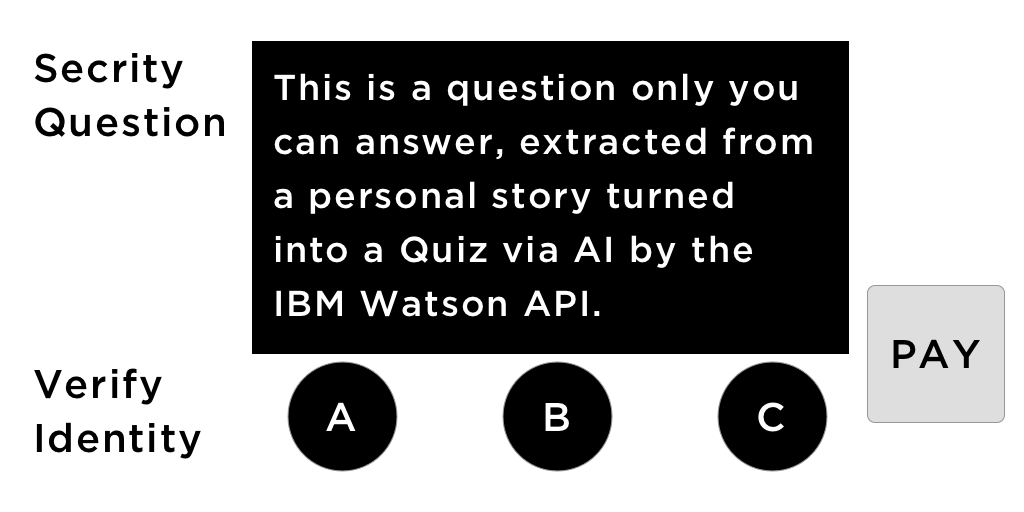 Secrity
Question
This is a question only you
can answer, extracted from
a personal story turned
into a Quiz via AI by the
IBM Watson API.
PAY
Verify
Identity
A
B
C